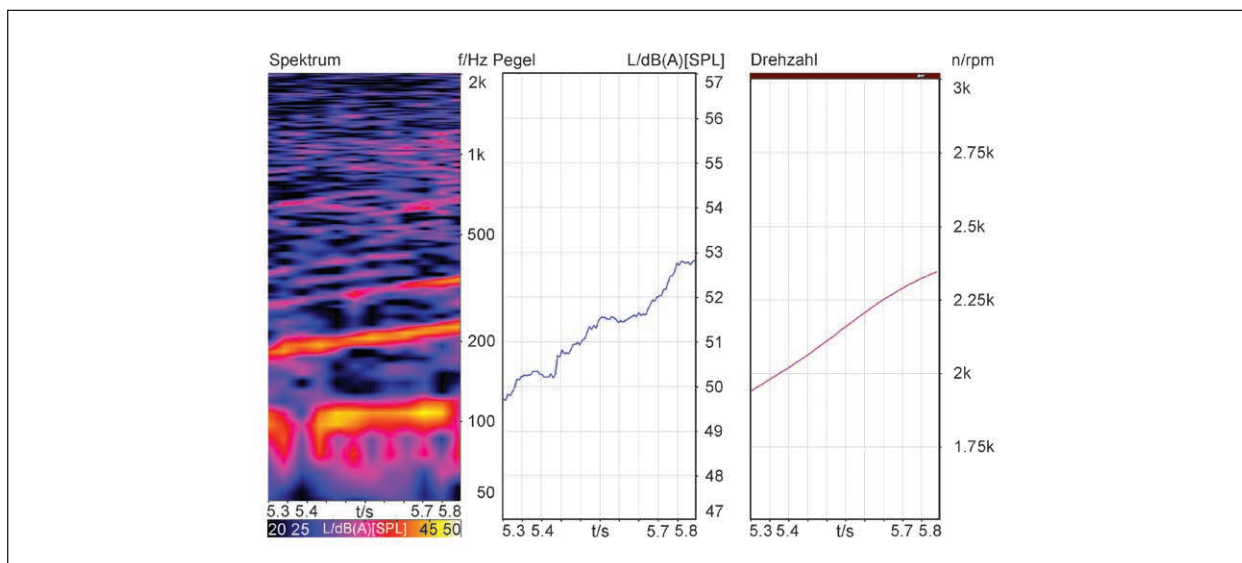 Spektrum f/Hz
2k
1k
500
200
100
50
5.3 5.4 t/s 5.7 5.8
20 25 L/dB(A)[SPL] 45 50
Pegel L/dB(A)[SPL]
57
56
55
54
53
52
51
50
49
48
47
5.3 5.4 t/s 5.7 5.8
Drehzahl n/rpm
3k
2.75k
2.5k
2.25k
2k
1.75k
5.3 5.4 t/s 5.7 5.8